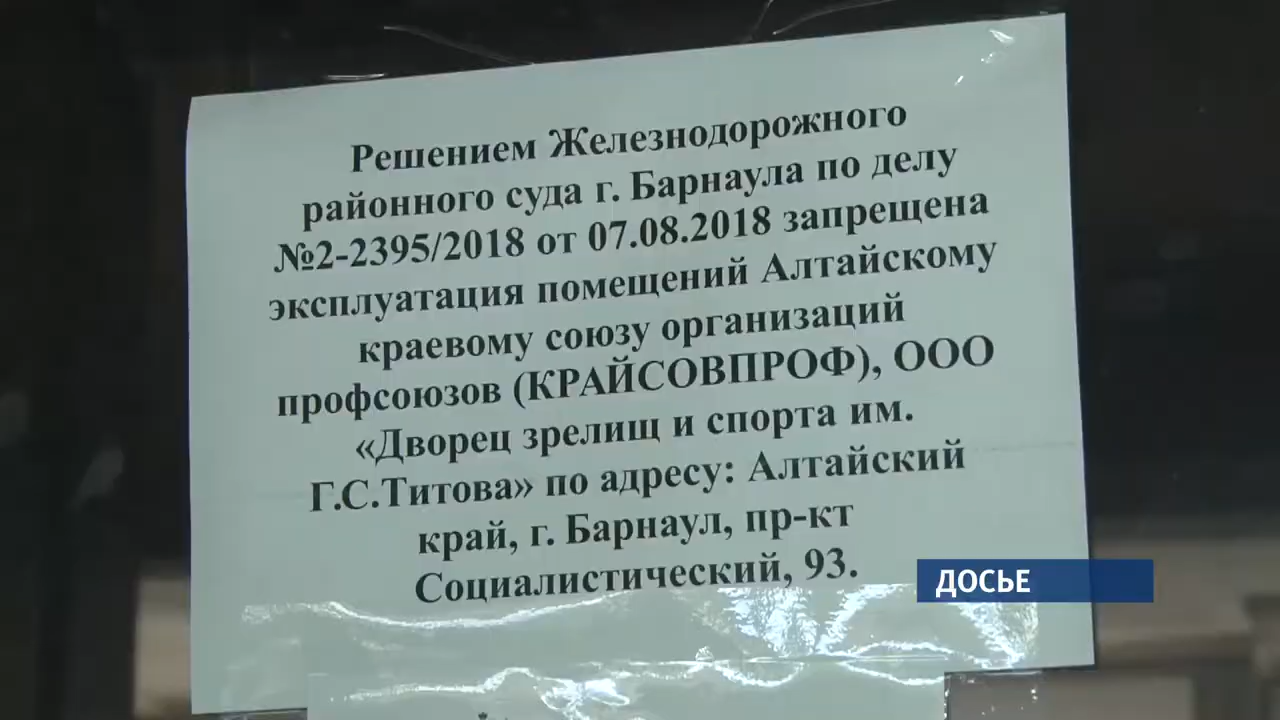 Решением Железнодорожного
районного суда г. Барнаула по делу
№2-2395/2018 от 07.08.2018 запрещена
эксплуатация помещений Алтайскому
краевому союзу организаций
профсоюзов (КРАЙСОВПРОФ), ООО
«Дворец зрелищ и спорта им.
Г.С.Титова» по адресу: Алтайский
край, г. Барнаул, пр-кт
Социалистический, 93.
ДОСЬЕ